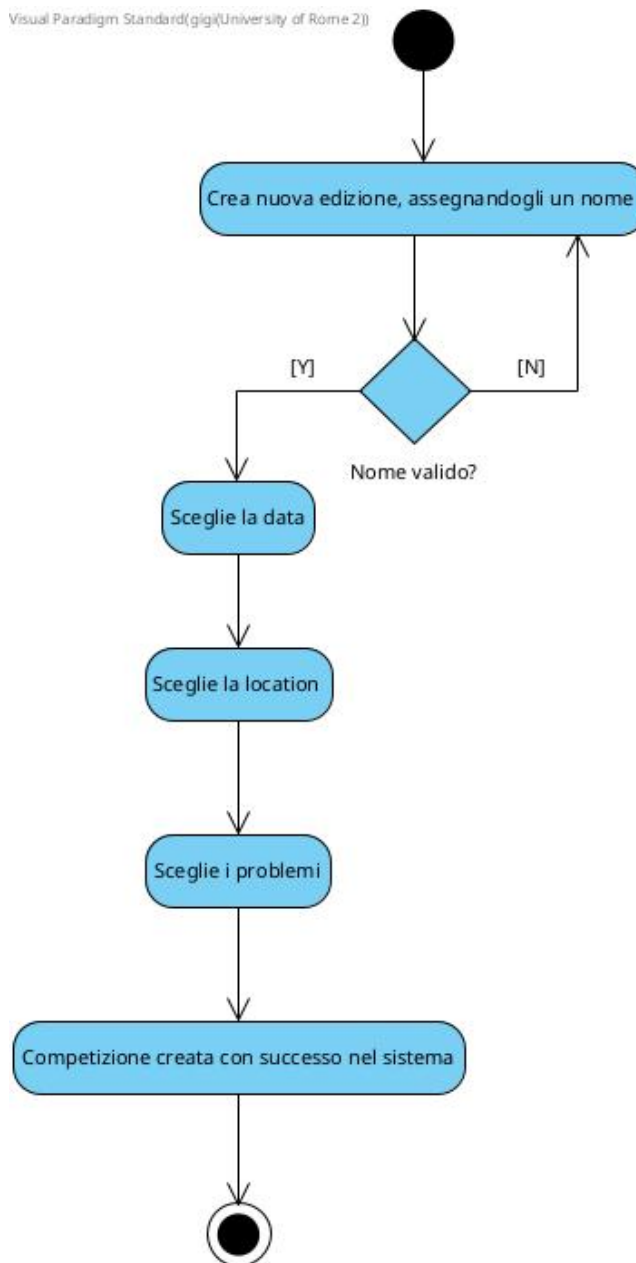 Visual Paradigm Standard(gigi(University of Rome 2))
Crea nuova edizione, assegnandogli un nome
[Y]
[N]
Nome valido?
Sceglie la data
Sceglie la location
Sceglie i problemi
Competizione creata con successo nel sistema